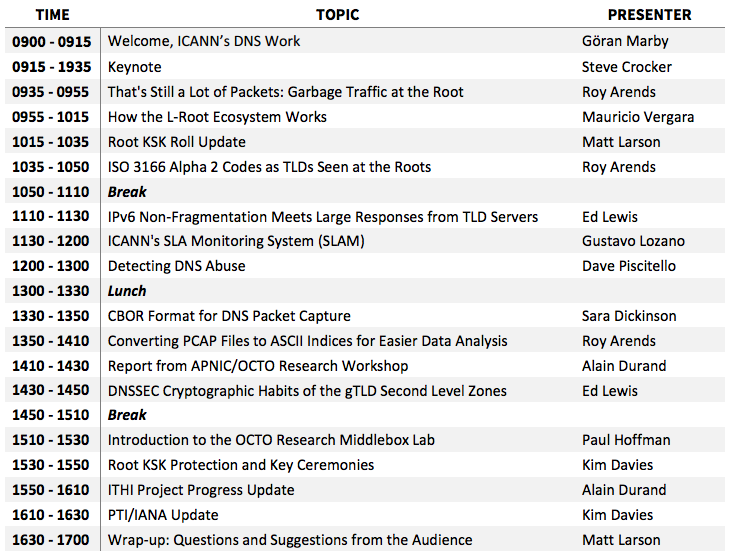 TIME TOPIC PRESENTER
0900 - 0915 Welcome, ICANN’s DNS Work Göran Marby
0915 - 1935 Keynote Steve Crocker
0935 - 0955 That's Still a Lot of Packets: Garbage Traffic at the Root Roy Arends
0955 - 1015 How the L-Root Ecosystem Works Mauricio Vergara
1015 - 1035 Root KSK Roll Update Matt Larson
1035 - 1050 ISO 3166 Alpha 2 Codes as TLDs Seen at the Roots Roy Arends
1050 - 1110 Break
1110 - 1130 IPv6 Non-Fragmentation Meets Large Responses from TLD Servers Ed Lewis
1130 - 1200 ICANN's SLA Monitoring System (SLAM) Gustavo Lozano
1200 - 1300 Detecting DNS Abuse Dave Piscitello
1300 - 1330 Lunch
1330 - 1350 CBOR Format for DNS Packet Capture Sara Dickinson
1350 - 1410 Converting PCAP Files to ASCII Indices for Easier Data Analysis Roy Arends
1410 - 1430 Report from APNIC/OCTO Research Workshop Alain Durand
1430 - 1450 DNSSEC Cryptographic Habits of the gTLD Second Level Zones Ed Lewis
1450 - 1510 Break
1510 - 1530 Introduction to the OCTO Research Middlebox Lab Paul Hoffman
1530 - 1550 Root KSK Protection and Key Ceremonies Kim Davies
1550 - 1610 ITHI Project Progress Update Alain Durand
1610 - 1630 PTI/IANA Update Kim Davies
1630 - 1700 Wrap-up: Questions and Suggestions from the Audience Matt Larson